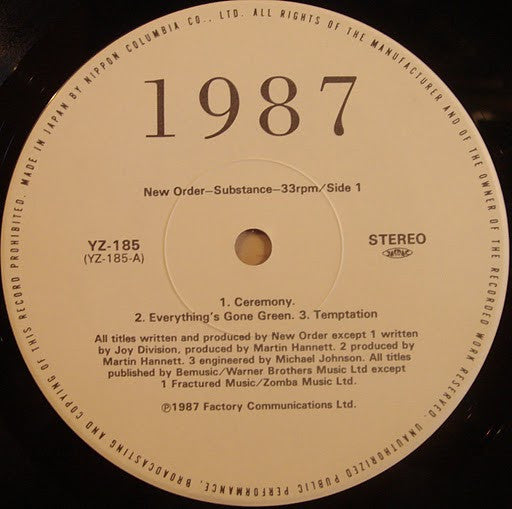 MADE IN JAPAN BY NIPPON COLUMBIA CO., LTD. ALL RIGHTS OF THE MANUFACTURER AND OF THE OWNER OF THE RECORDED WORK RESERVED. UNAUTHORIZED PUBLIC PERFORMANCE, BROADCASTING AND COPYING OF THIS RECORD PROHIBITED.
1987
New Order–Substance–33rpm/Side 1
YZ-185
(YZ-185-A)
STEREO
JASRAC
1. Ceremony.
2. Everything's Gone Green. 3. Temptation
All titles written and produced by New Order except 1 written
by Joy Division, produced by Martin Hannett. 2 produced by
Martin Hannett. 3 engineered by Michael Johnson. All titles
published by Bemusic/Warner Brothers Music Ltd except
1 Fractured Music/Zomba Music Ltd.
℗1987 Factory Communications Ltd.